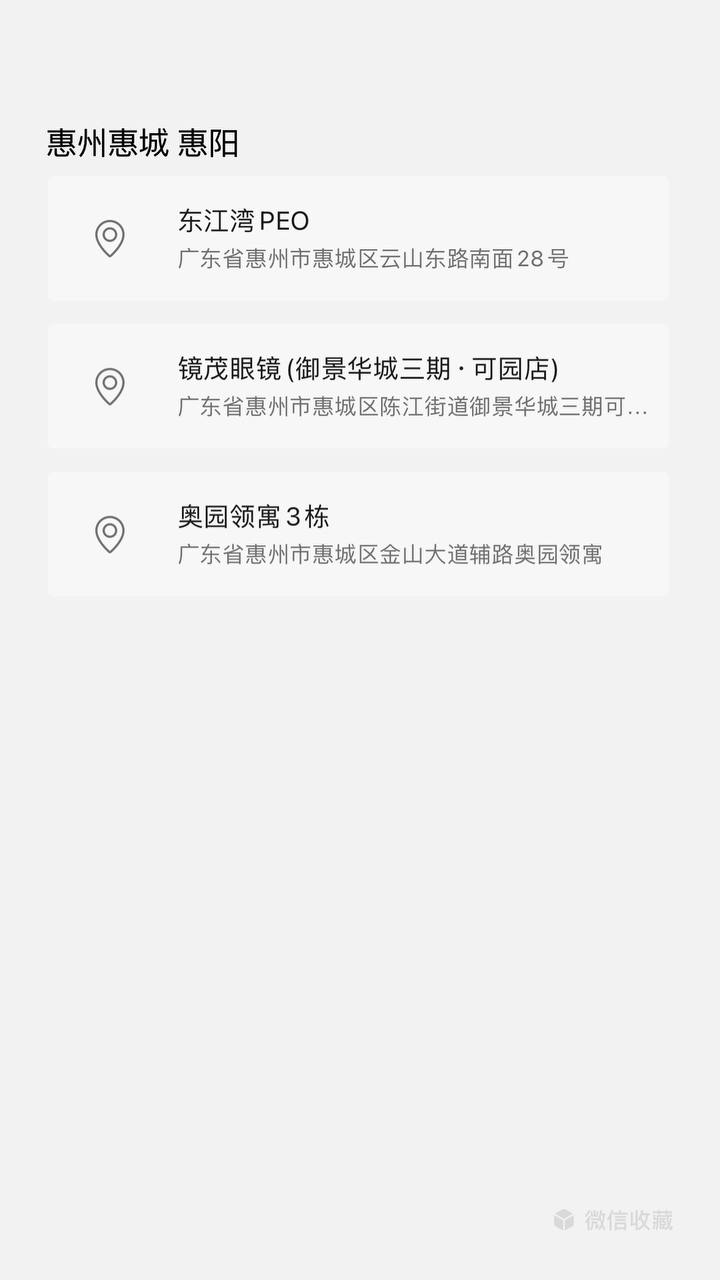 惠州惠城 惠阳
东江湾PEO
广东省惠州市惠城区云山东路南面28号
镜茂眼镜(御景华城三期·可园店)
广东省惠州市惠城区陈江街道御景华城三期可...
奥园领寓3栋
广东省惠州市惠城区金山大道辅路奥园领寓
微信收藏